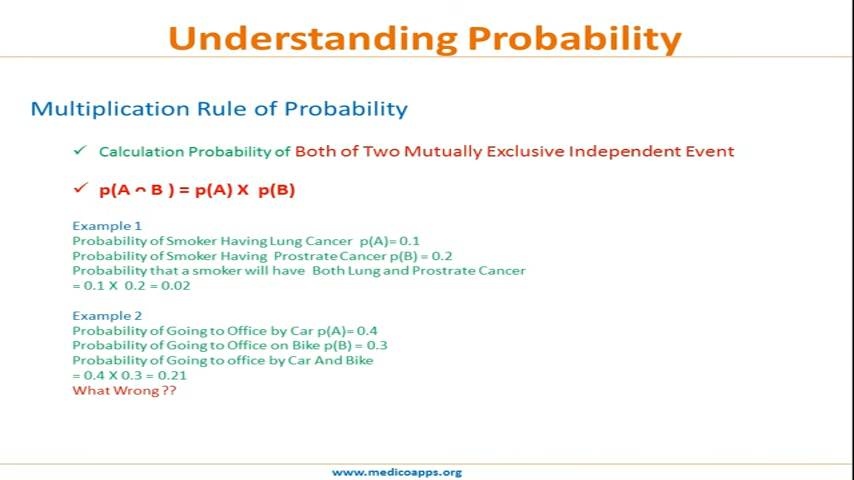 Understanding Probability
Multiplication Rule of Probability
✓ Calculation Probability of Both of Two Mutually Exclusive Independent Event
✓ p(A ∩ B ) = p(A) X p(B)
Example 1
Probability of Smoker Having Lung Cancer p(A)= 0.1
Probability of Smoker Having Prostrate Cancer p(B) = 0.2
Probability that a smoker will have Both Lung and Prostrate Cancer
= 0.1 X 0.2 = 0.02
Example 2
Probability of Going to Office by Car p(A)= 0.4
Probability of Going to Office on Bike p(B) = 0.3
Probability of Going to office by Car And Bike
= 0.4 X 0.3 = 0.21
What Wrong ??
www.medicoapps.org